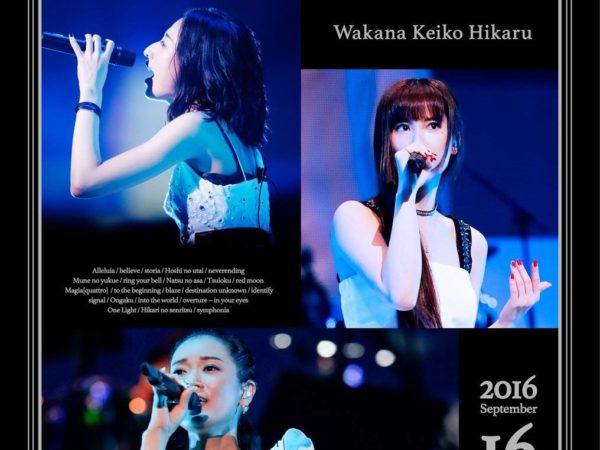 Wakana Keiko Hikaru
Alleluia / believe / storia / Hoshi no utai / neverending
Mune no yukue / ring your bell / Natsu no asa / Tsuioku / red moon
Magia[quattro] / to the beginning / blaze / destination unknown / identify
signal / Ongaku / into the world / overture ~ in your eyes
One Light / Hikari no senritsu / symphonia
2016
September
16